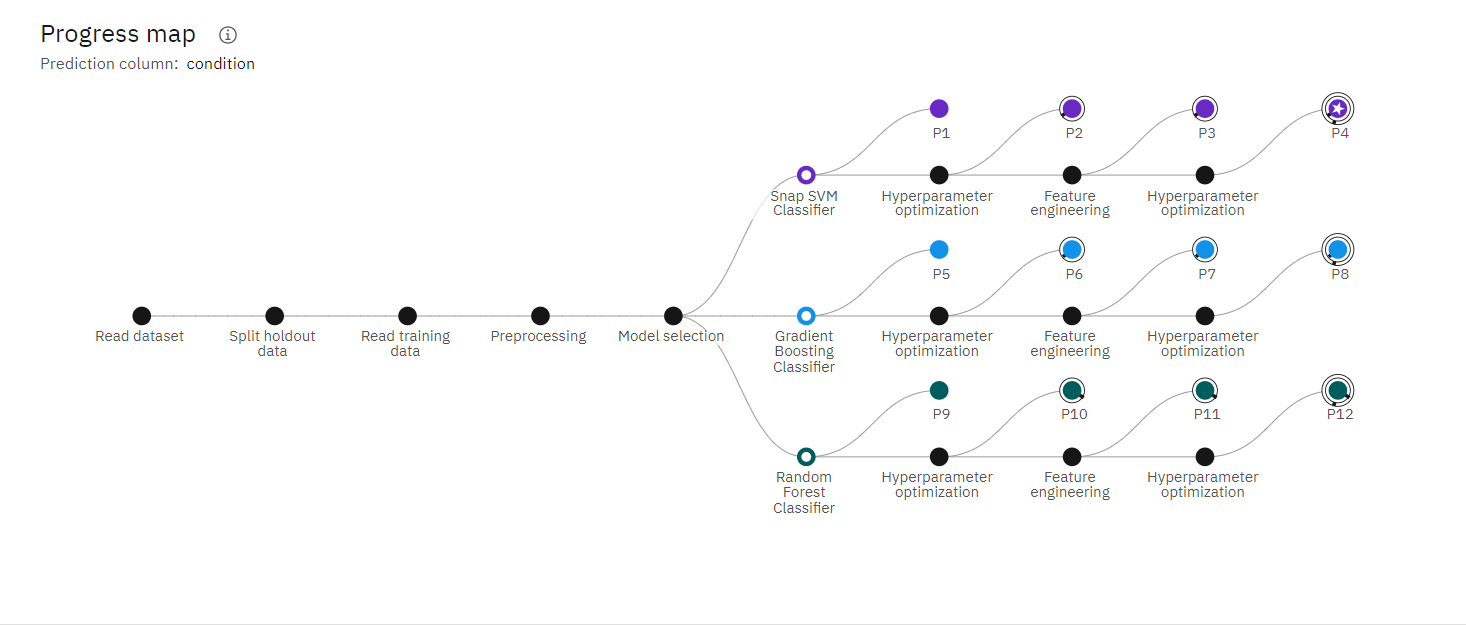 Progress map
Prediction column: condition
P1
P2
P3
P4
Snap SVM
Classifier
Hyperparameter
optimization
Feature
engineering
Hyperparameter
optimization
P5
P6
P7
P8
Read dataset
Split holdout
data
Read training
data
Preprocessing
Model selection
Gradient
Boosting
Classifier
Hyperparameter
optimization
Feature
engineering
Hyperparameter
optimization
P9
P10
P11
P12
Random
Forest
Classifier
Hyperparameter
optimization
Feature
engineering
Hyperparameter
optimization